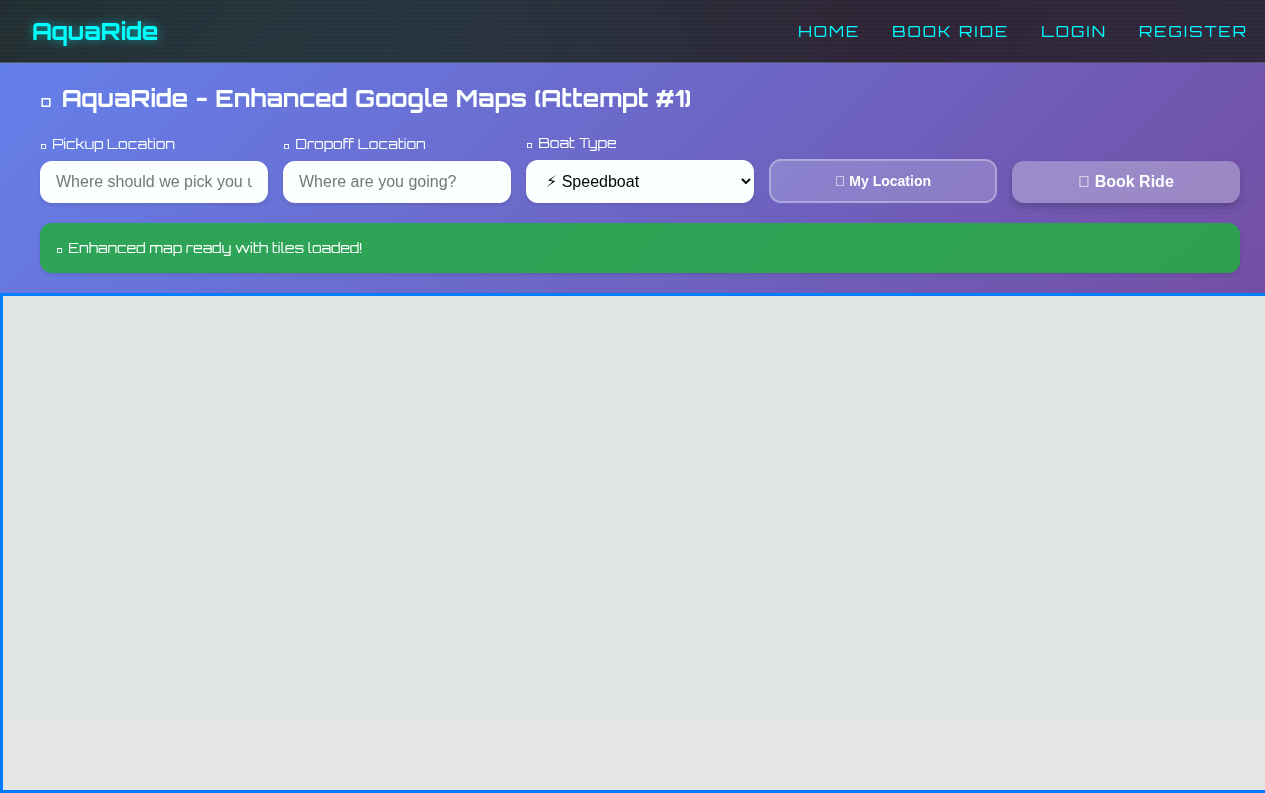 AquaRide
HOME BOOK RIDE LOGIN REGISTER
AquaRide - Enhanced Google Maps (Attempt #1)
Pickup Location
Dropoff Location
Boat Type
Where should we pick you u
Where are you going?
⚡ Speedboat
My Location
Book Ride
Enhanced map ready with tiles loaded!